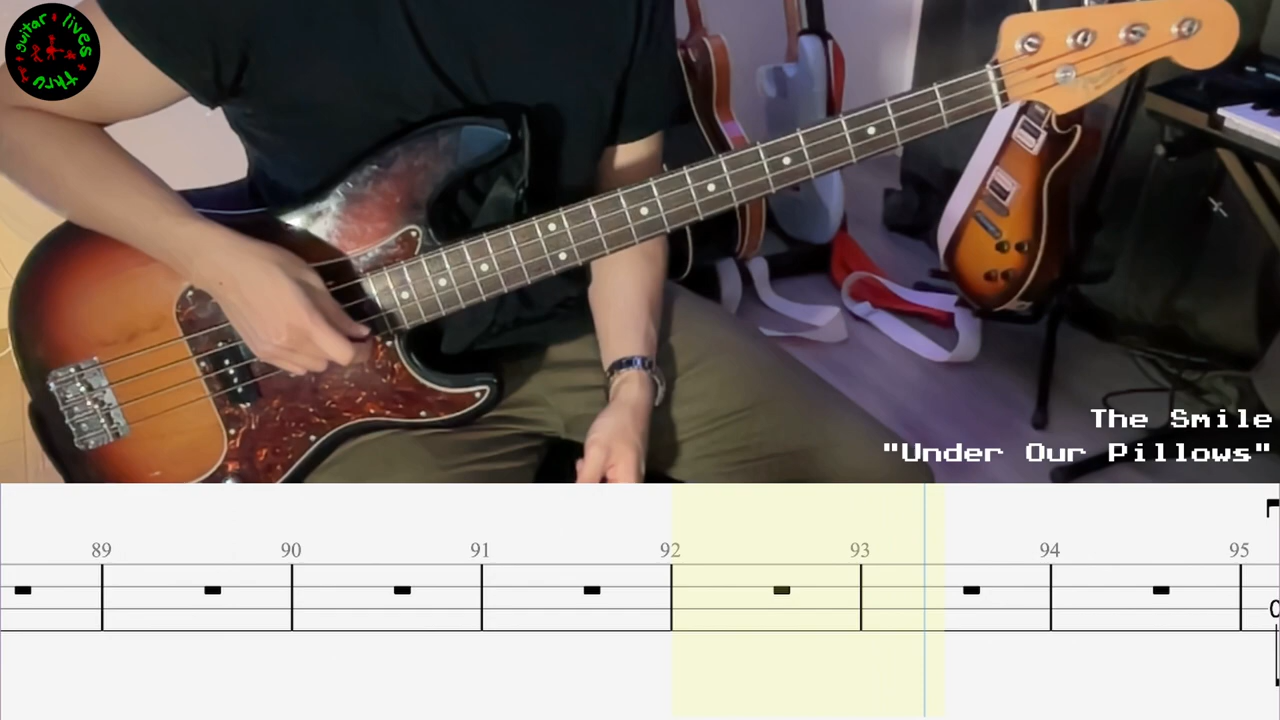 guitar lives
thru
The Smile
"Under Our Pillows"
89 90 91 92 93 94 95
0